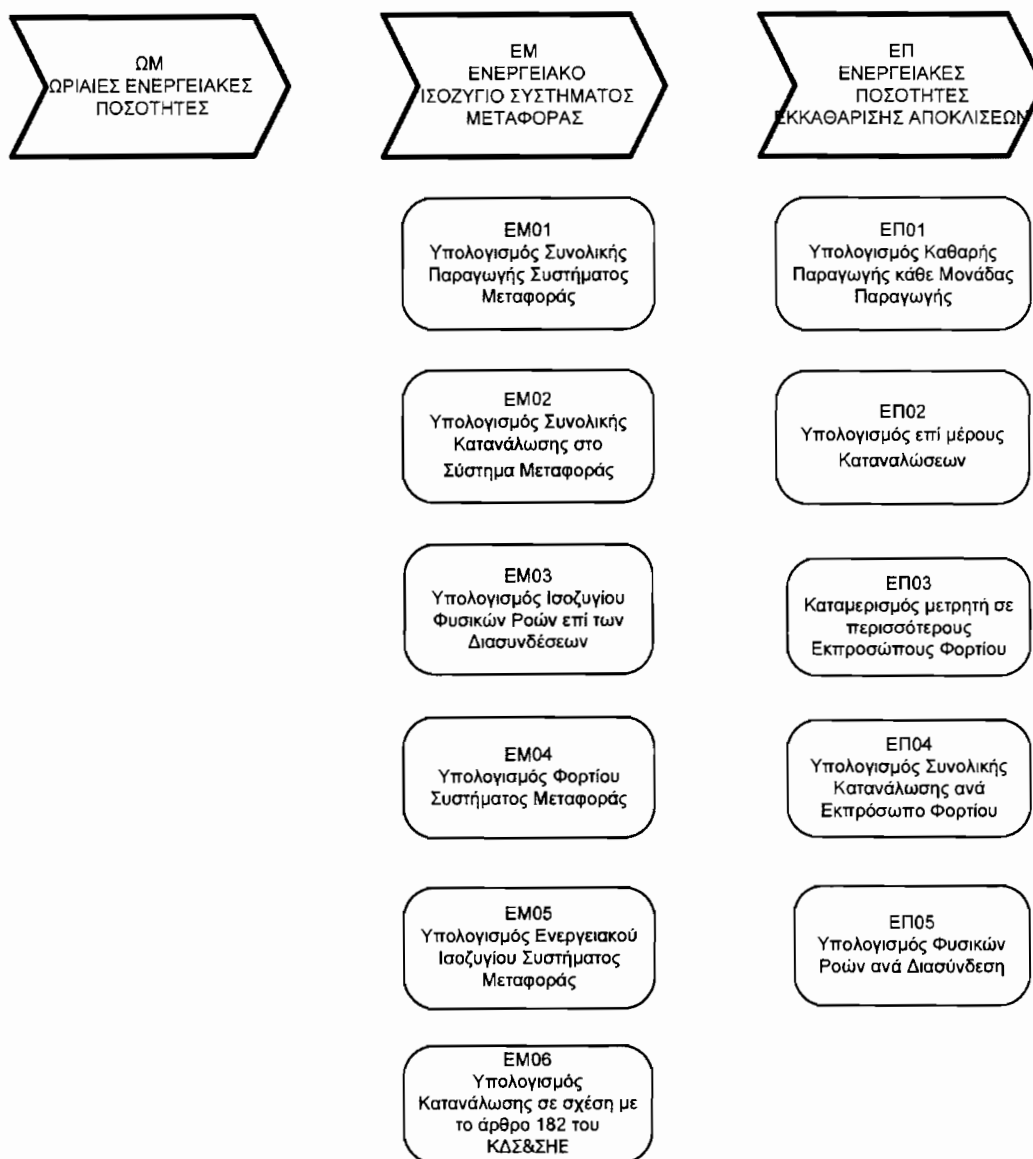 ΩΜ
ΩΡΙΑΙΕΣ ΕΝΕΡΓΕΙΑΚΕΣ
ΠΟΣΟΤΗΤΕΣ
ΕΜ
ΕΝΕΡΓΕΙΑΚΟ
ΙΣΟΖΥΓΙΟ ΣΥΣΤΗΜΑΤΟΣ
ΜΕΤΑΦΟΡΑΣ
ΕΠ
ΕΝΕΡΓΕΙΑΚΕΣ
ΠΟΣΟΤΗΤΕΣ
ΕΚΚΑΘΑΡΙΣΗΣ ΑΠΟΚΛΙΣΕΩΝ
ΕΜ01
Υπολογισμός Συνολικής
Παραγωγής Συστήματος
Μεταφοράς
ΕΜ02
Υπολογισμός Συνολικής
Κατανάλωσης στο
Σύστημα Μεταφοράς
ΕΜ03
Υπολογισμός Ισοζυγίου
Φυσικών Ροών επί των
Διασυνδέσεων
ΕΜ04
Υπολογισμός Φορτίου
Συστήματος Μεταφοράς
ΕΜ05
Υπολογισμός Ενεργειακού
Ισοζυγίου Συστήματος
Μεταφοράς
ΕΜ06
Υπολογισμός
Κατανάλωσης σε σχέση με
το άρθρο 182 του
ΚΔΣ&ΣΗΕ
ΕΠ01
Υπολογισμός Καθαρής
Παραγωγής κάθε Μονάδας
Παραγωγής
ΕΠ02
Υπολογισμός επί μέρους
Καταναλώσεων
ΕΠ03
Καταμερισμός μετρητή σε
περισσότερους
Εκπροσώπους Φορτίου
ΕΠ04
Υπολογισμός Συνολικής
Κατανάλωσης ανά
Εκπρόσωπο Φορτίου
ΕΠ05
Υπολογισμός Φυσικών
Ροών ανά Διασύνδεση